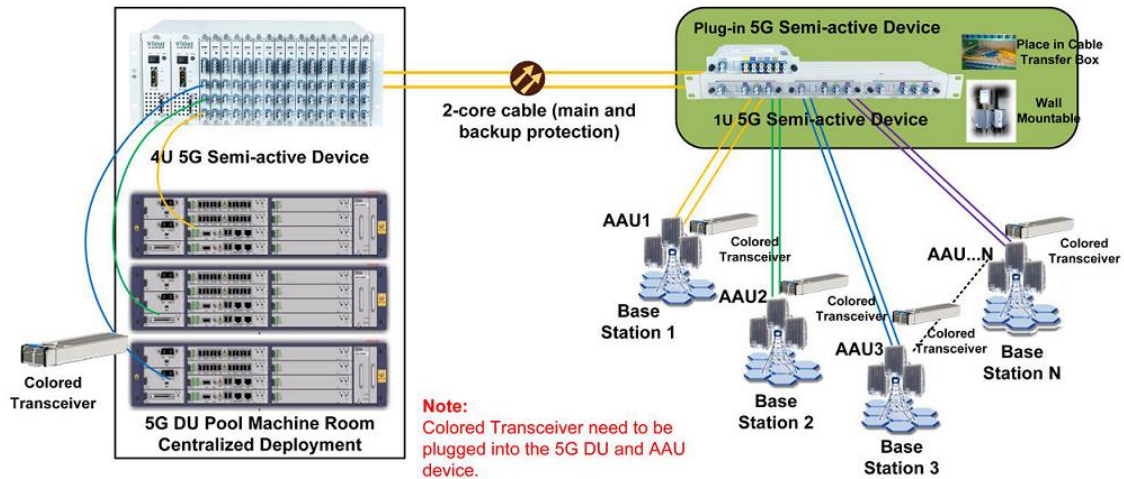 Plug-in 5G Semi-active Device
Place in Cable
Transfer Box
Wall
Mountable
1U 5G Semi-active Device
2-core cable (main and
backup protection)
4U 5G Semi-active Device
AAU1
Colored
Transceiver
Base
Station 1
AAU2
Colored
Transceiver
Base
Station 2
AAU3
Colored
Transceiver
Base
Station 3
AAU...N
Colored
Transceiver
Base
Station N
Colored
Transceiver
5G DU Pool Machine Room
Centralized Deployment
Note:
Colored Transceiver need to be
plugged into the 5G DU and AAU
device.